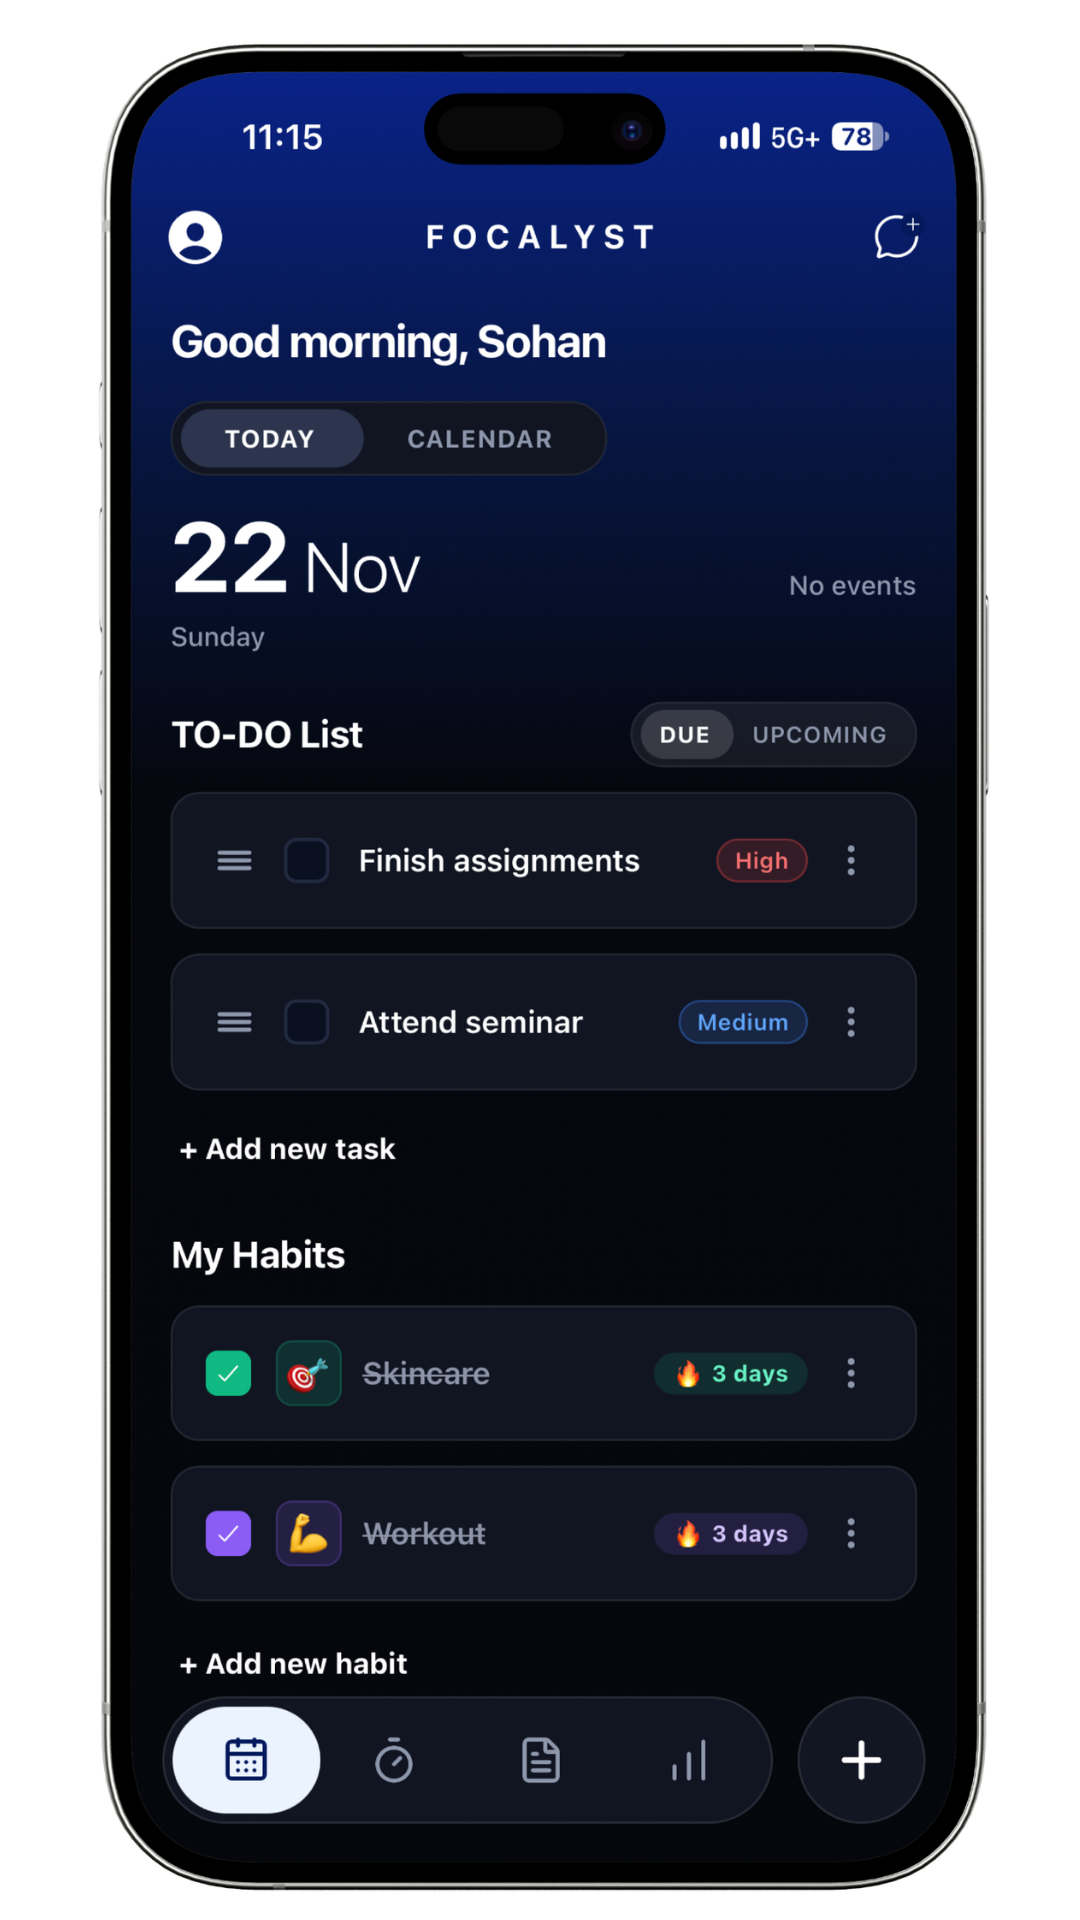 11:15 5G+ 78
FOCALYST
Good morning, Sohan
TODAY CALENDAR
22 Nov
No events
Sunday
TO-DO List DUE UPCOMING
Finish assignments High
Attend seminar Medium
+ Add new task
My Habits
Skincare 🔥 3 days
Workout 🔥 3 days
+ Add new habit